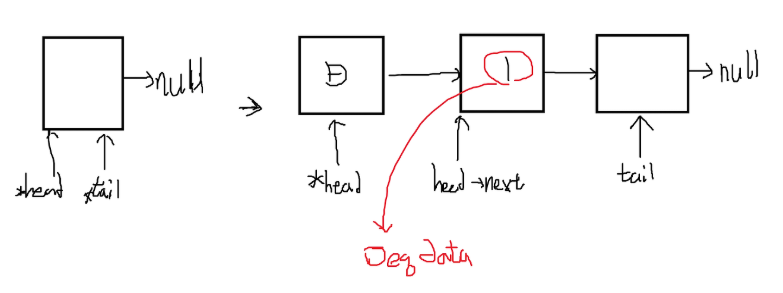 null
*head
*tail
D
1
null
*head
head→next
tail
Deq data